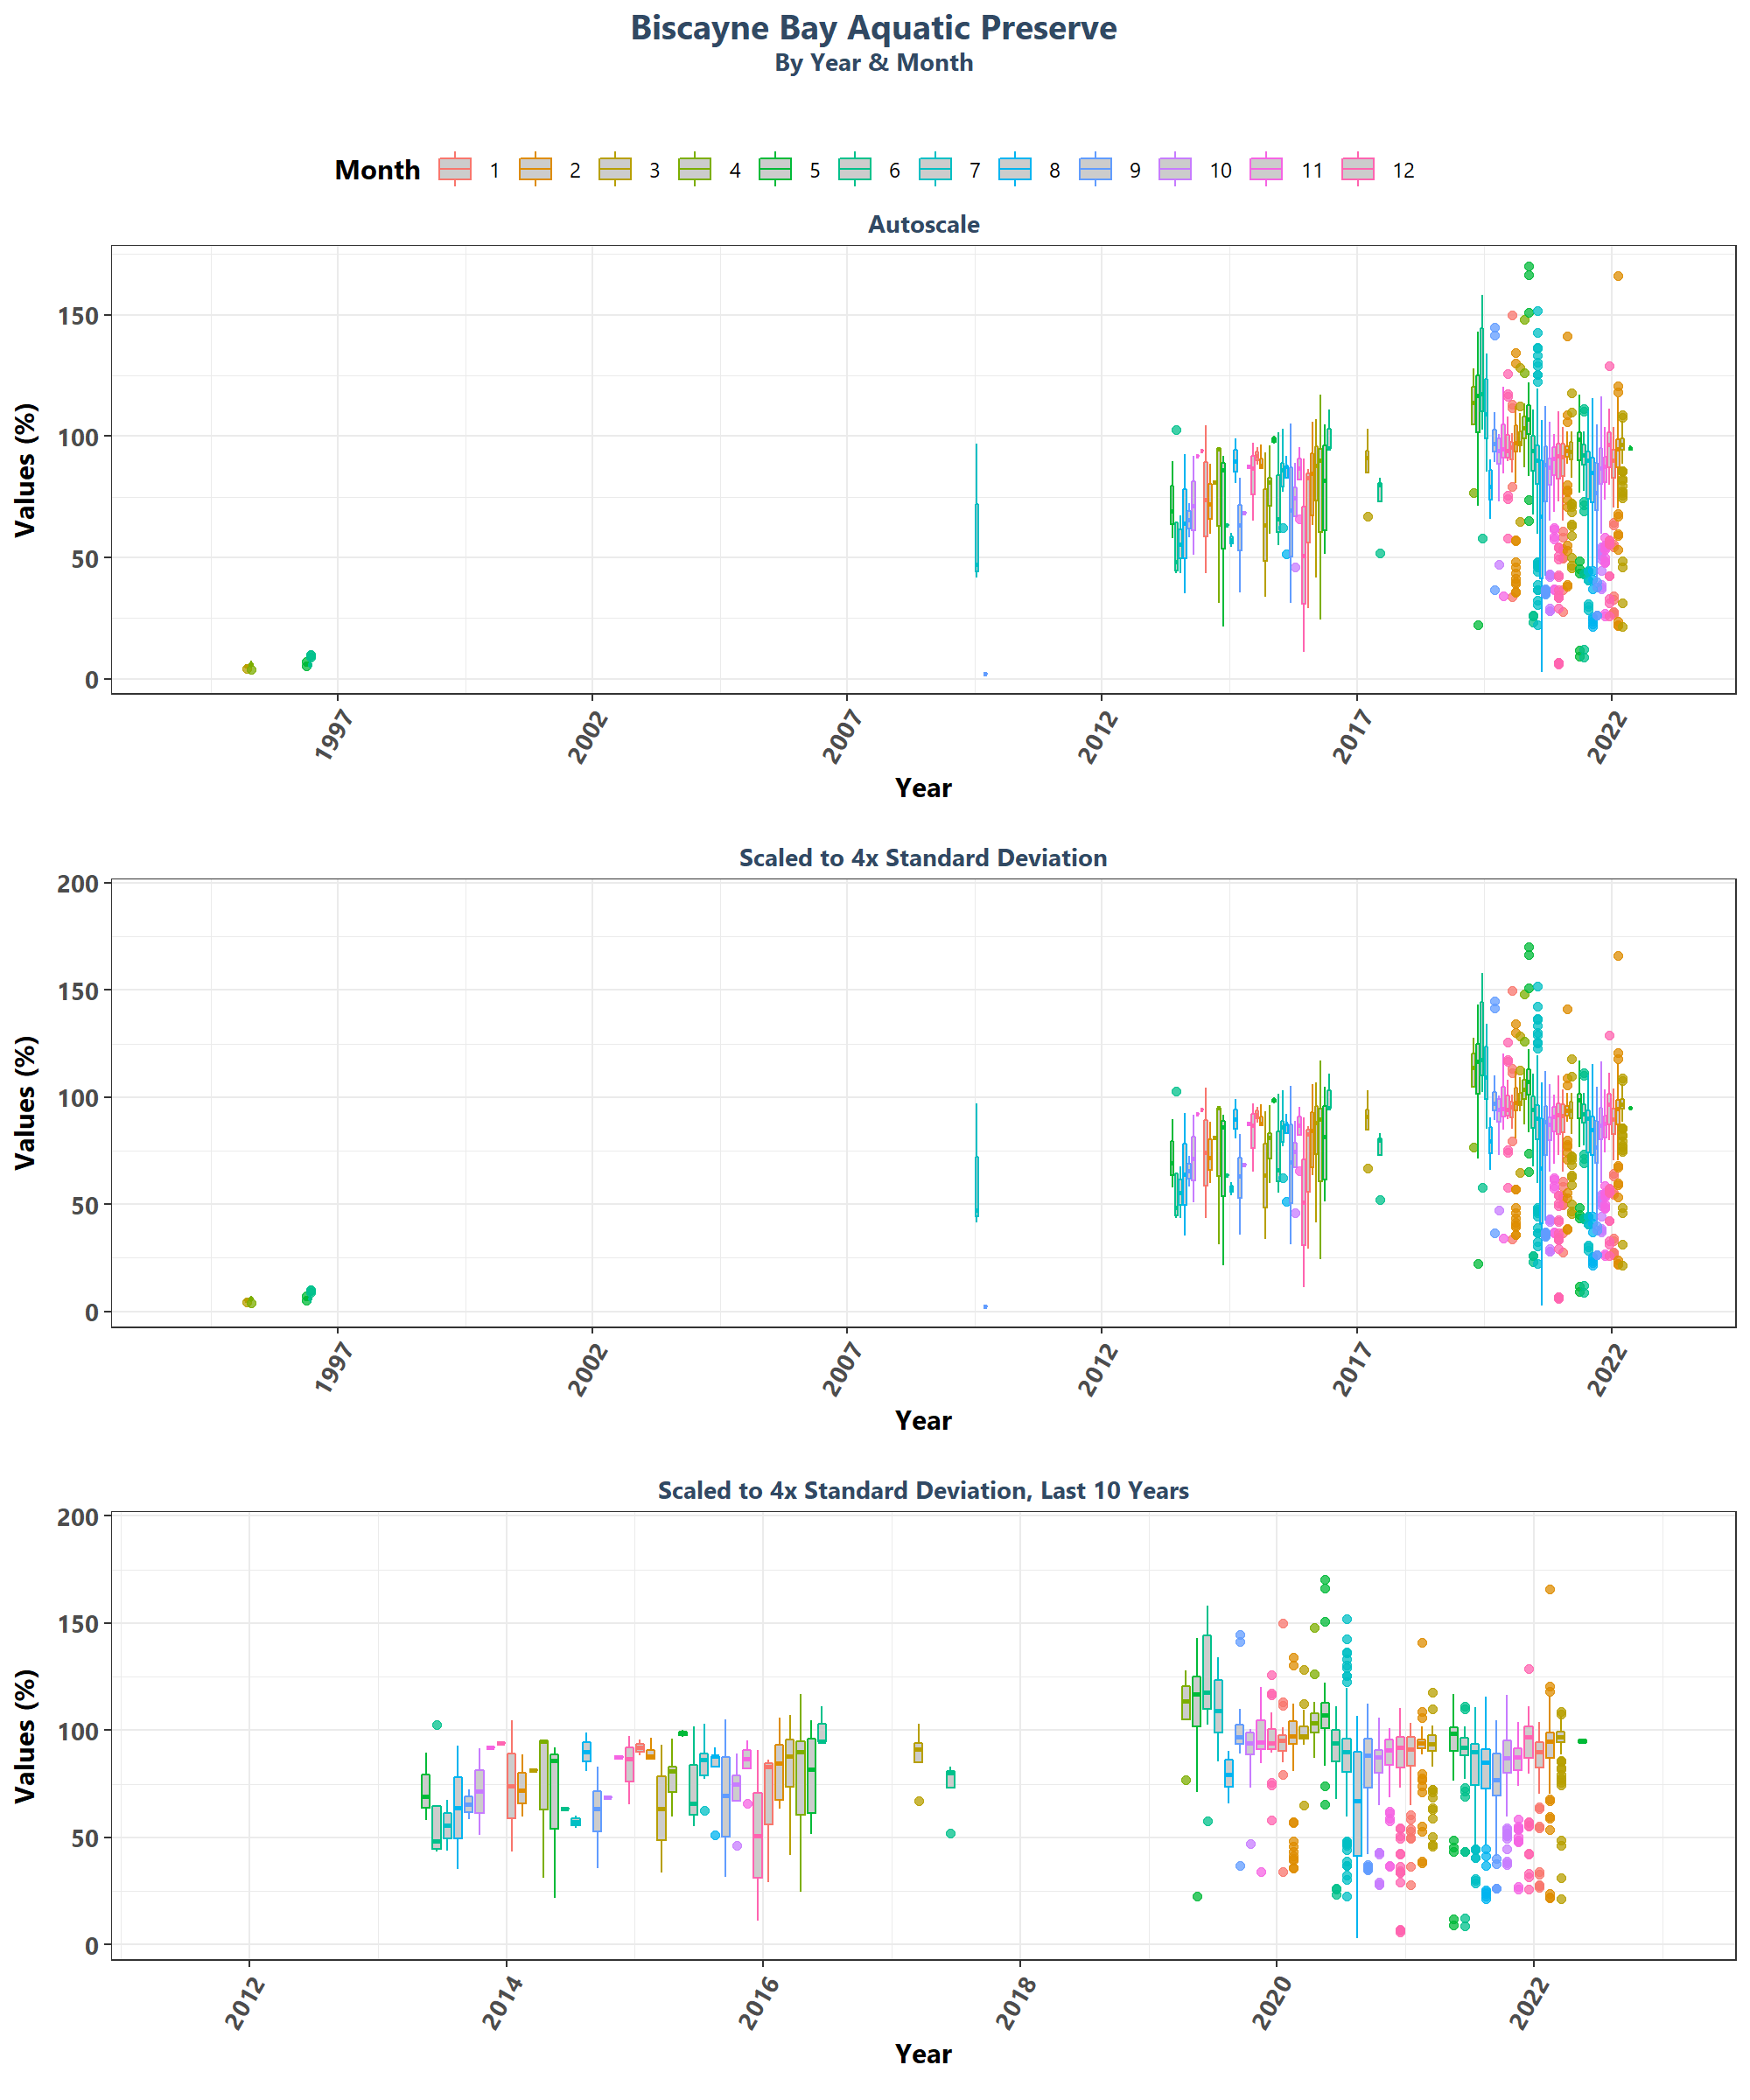 Biscayne Bay Aquatic Preserve
By Year & Month
Month 1 2 3 4 5 6 7 8 9 10 11 12
Autoscale
Values (%)
150
100
50
0
1997 2002 2007 2012 2017 2022
Year
Scaled to 4x Standard Deviation
Values (%)
200
150
100
50
0
1997 2002 2007 2012 2017 2022
Year
Scaled to 4x Standard Deviation, Last 10 Years
Values (%)
200
150
100
50
0
2012 2014 2016 2018 2020 2022
Year